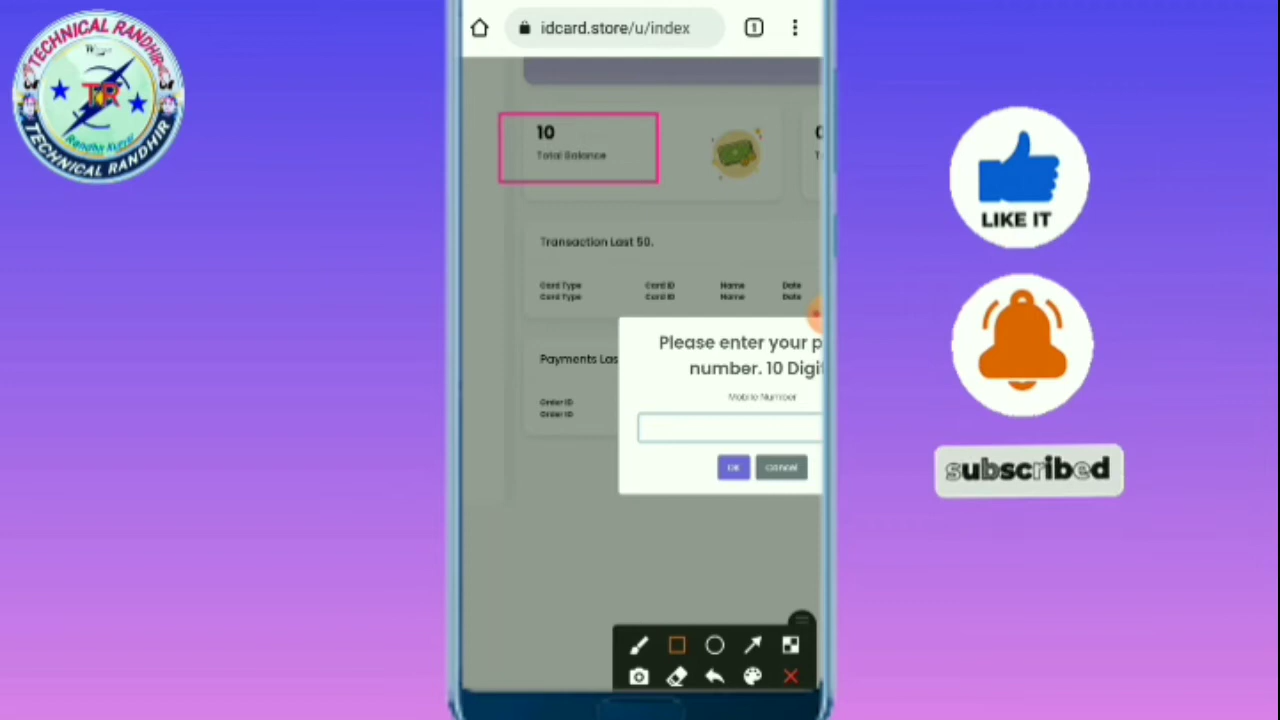 TECHNICAL RANDHIR
TR
TECHNICAL RANDHIR
idcard.store/u/index
1
10
Total Balance
Transaction Last 50.
Card Type Card ID Name Date
Card Type Card ID Name Date
Please enter your p
number. 10 Digi
Mobile Number
Payments Las
Order ID
Order ID
OK Cancel
LIKE IT
subscribed